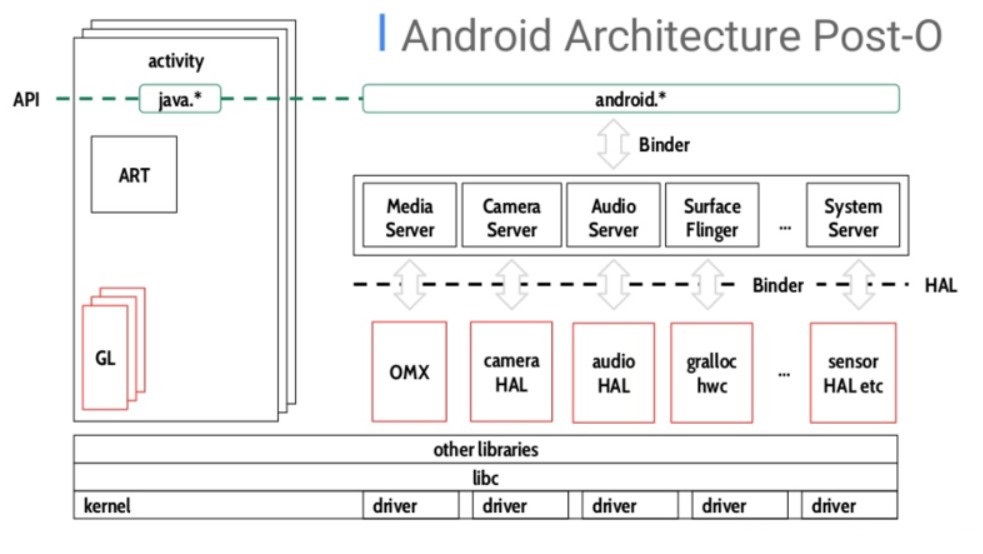 Android Architecture Post-O
activity
API
java.*
android.*
Binder
ART
Media
Server
Camera
Server
Audio
Server
Surface
Flinger
...
System
Server
Binder
HAL
GL
OMX
camera
HAL
audio
HAL
gralloc
hwc
...
sensor
HAL etc
other libraries
libc
kernel
driver
driver
driver
driver
driver